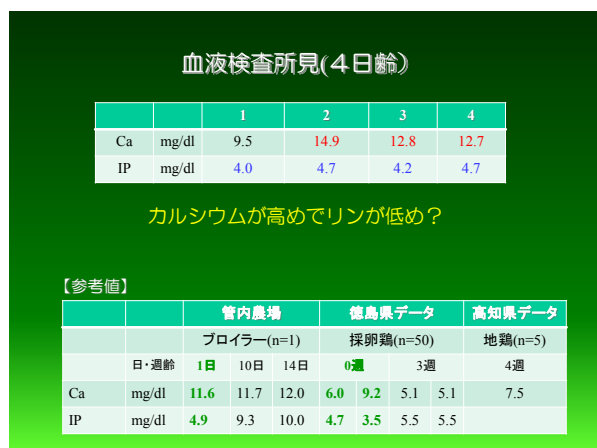 血液検査所見(４日齢）
1 2 3 4
Ca mg/dl 9.5 14.9 12.8 12.7
IP mg/dl 4.0 4.7 4.2 4.7
カルシウムが高めでリンが低め？
【参考値】
管内農場 徳島県データ 高知県データ
ブロイラー(n=1) 採卵鶏(n=50) 地鶏(n=5)
日・週齢 1日 10日 14日 0週 3週 4週
Ca mg/dl 11.6 11.7 12.0 6.0 9.2 5.1 5.1 7.5
IP mg/dl 4.9 9.3 10.0 4.7 3.5 5.5 5.5